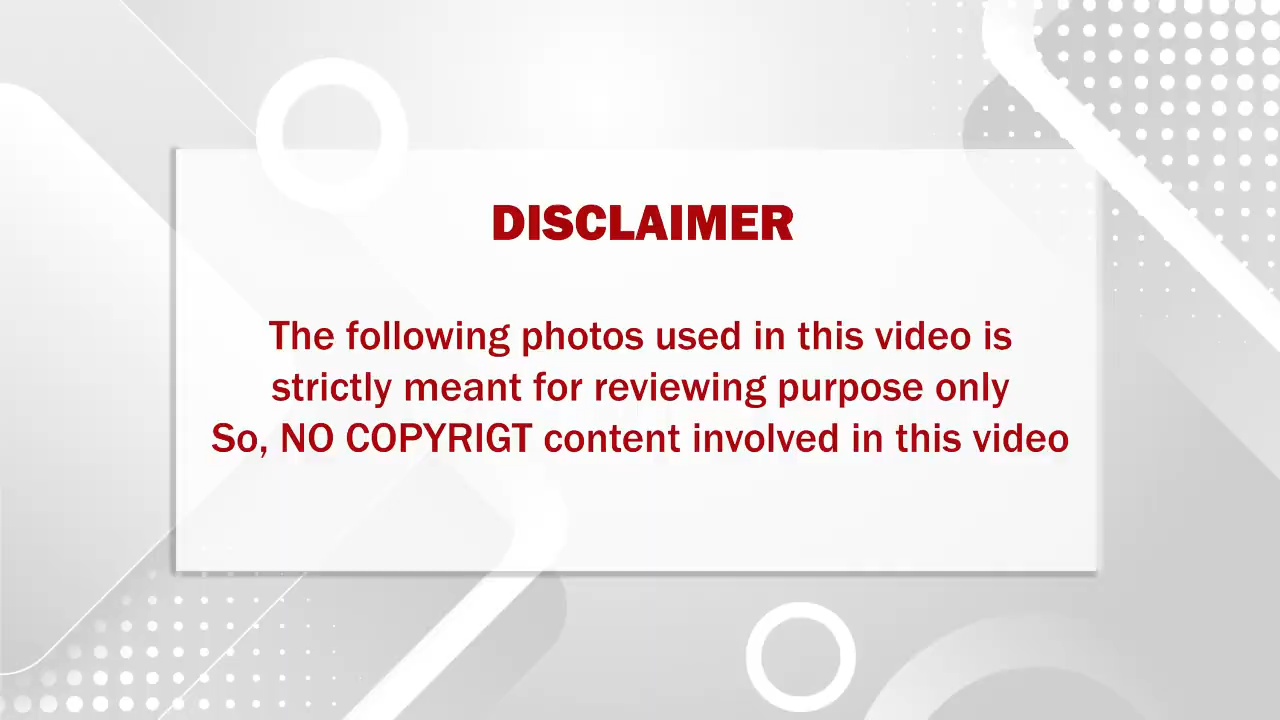 DISCLAIMER
The following photos used in this video is
strictly meant for reviewing purpose only
So, NO COPYRIGT content involved in this video